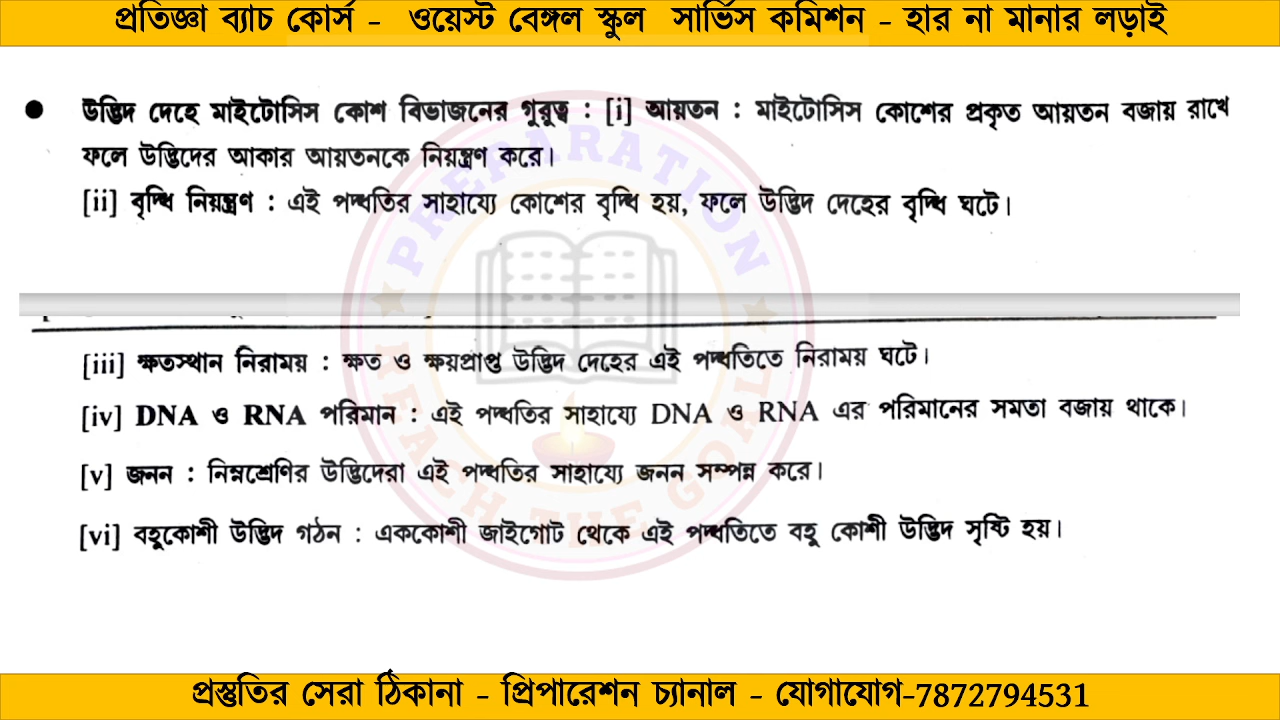 প্রতিজ্ঞা ব্যাচ কোর্স - ওয়েস্ট বেঙ্গল স্কুল সার্ভিস কমিশন - হার না মানার লড়াই
● উদ্ভিদ দেহে মাইটোসিস কোশ বিভাজনের গুরুত্ব : [i] আয়তন : মাইটোসিস কোশের প্রকৃত আয়তন বজায় রাখে
ফলে উদ্ভিদের আকার আয়তনকে নিয়ন্ত্রণ করে।
[ii] বৃদ্ধি নিয়ন্ত্রণ : এই পদ্ধতির সাহায্যে কোশের বৃদ্ধি হয়, ফলে উদ্ভিদ দেহের বৃদ্ধি ঘটে।
[iii] ক্ষতস্থান নিরাময় : ক্ষত ও ক্ষয়প্রাপ্ত উদ্ভিদ দেহের এই পদ্ধতিতে নিরাময় ঘটে।
[iv] DNA ও RNA পরিমান : এই পদ্ধতির সাহায্যে DNA ও RNA এর পরিমানের সমতা বজায় থাকে।
[v] জনন : নিম্নশ্রেণির উদ্ভিদেরা এই পদ্ধতির সাহায্যে জনন সম্পন্ন করে।
[vi] বহুকোশী উদ্ভিদ গঠন : এককোশী জাইগোট থেকে এই পদ্ধতিতে বহু কোশী উদ্ভিদ সৃষ্টি হয়।
PREPARATION
TEACH THE GOAL
প্রস্তুতির সেরা ঠিকানা - প্রিপারেশন চ্যানাল - যোগাযোগ-7872794531